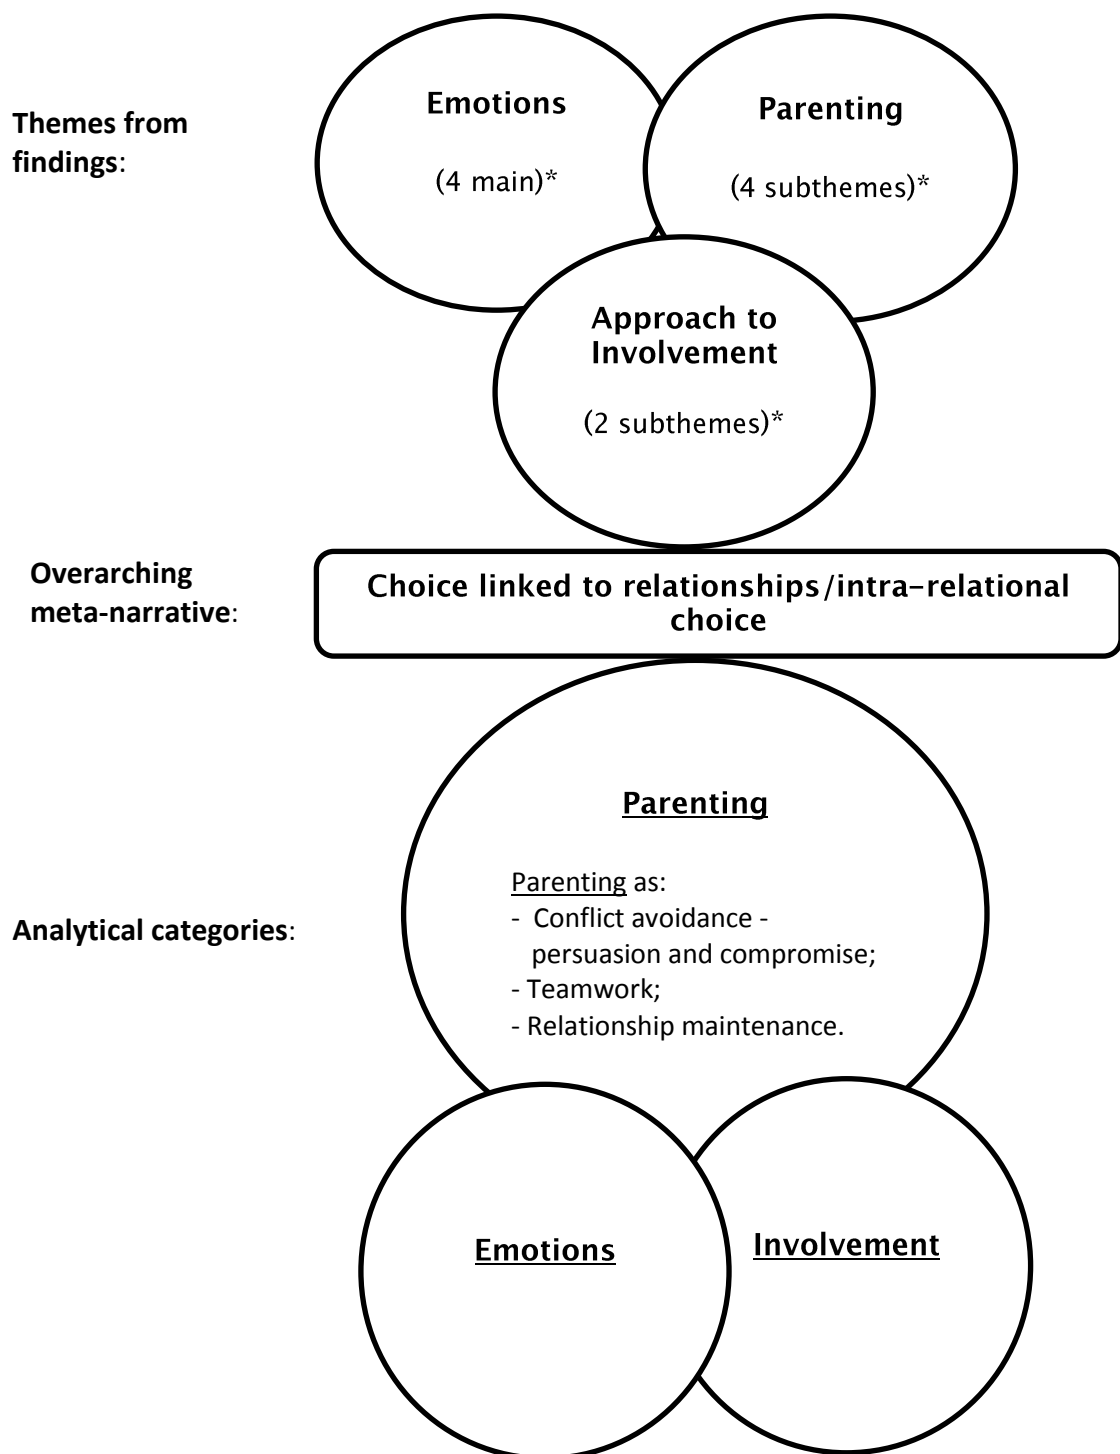 Themes from
findings:
Emotions
(4 main)*
Parenting
(4 subthemes)*
Approach to
Involvement
(2 subthemes)*
Overarching
meta-narrative:
Choice linked to relationships/intra-relational
choice
Analytical categories:
Parenting
Parenting as:
- Conflict avoidance -
persuasion and compromise;
- Teamwork;
- Relationship maintenance.
Emotions
Involvement